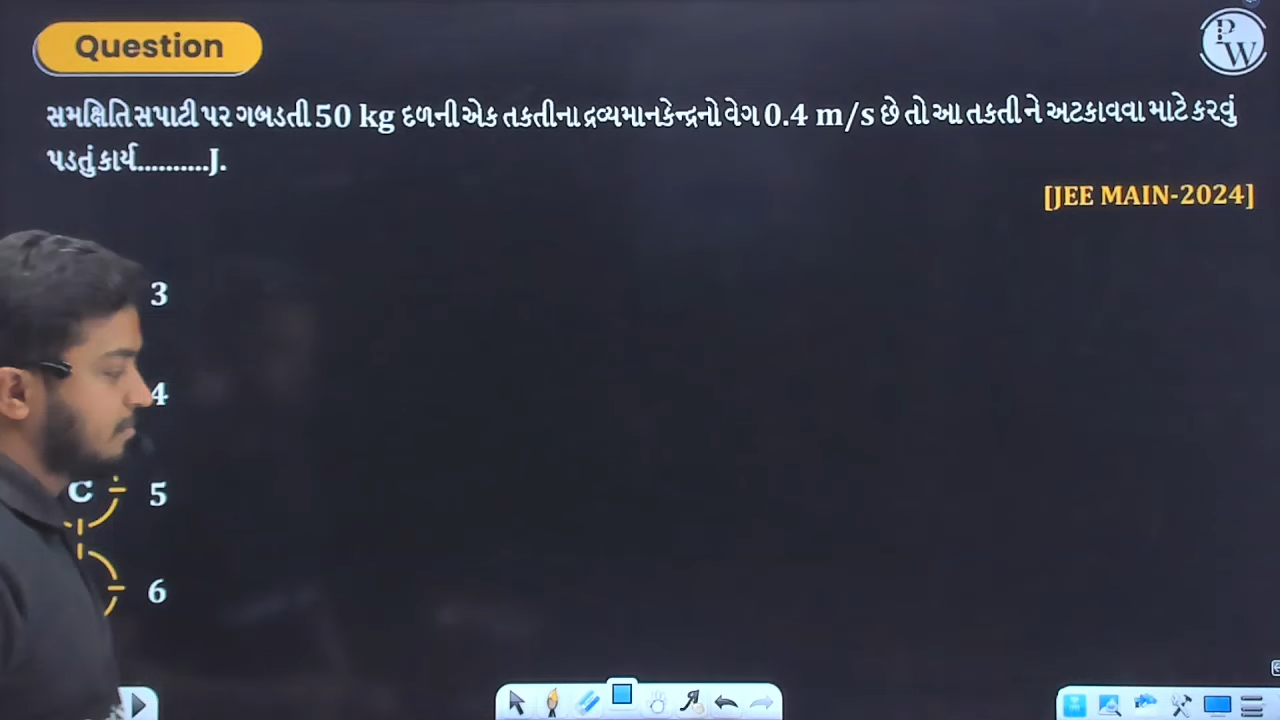 Question
PW
સમક્ષિતિ સપાટી પર ગબડતી 50 kg દળની એક તકતીના દ્રવ્યમાનકેન્દ્રનો વેગ 0.4 m/s છે તો આ તકતી ને અટકાવવા માટે કરવું
પડતું કાર્ય..........J.
[JEE MAIN-2024]
3
4
C 5
6